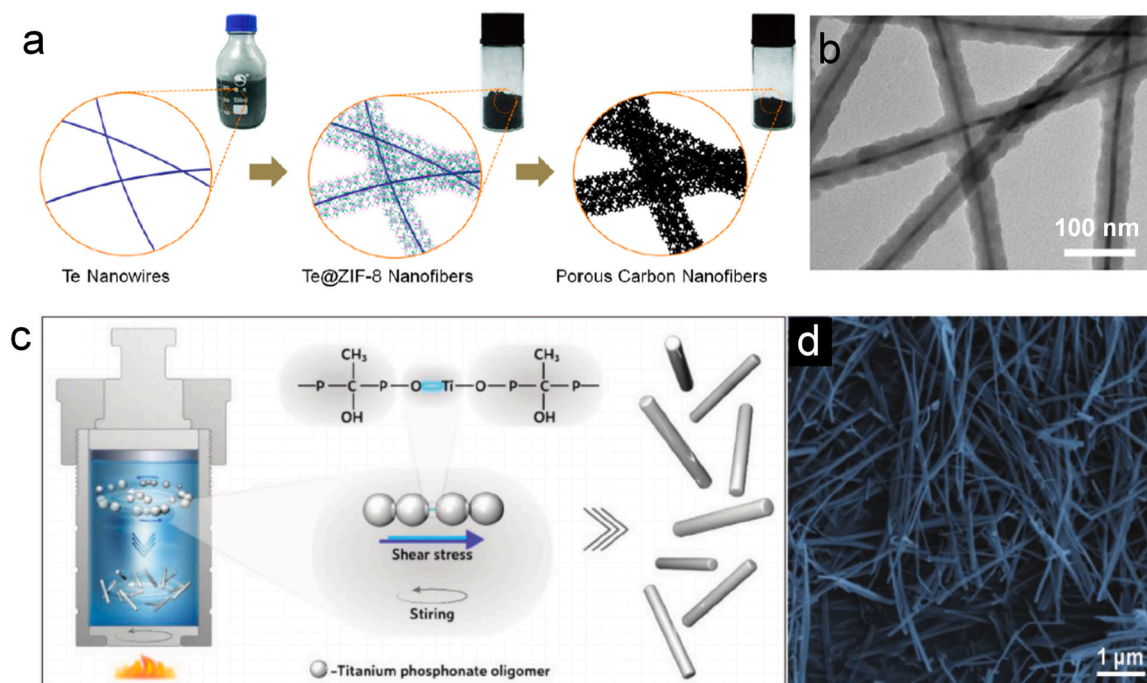 a
Te Nanowires
Te@ZIF-8 Nanofibers
Porous Carbon Nanofibers
b
100 nm
c
CH₃
CH₃
—P—C—P—O—Ti—O—P—C—P—
OH
OH
Shear stress
Stiring
-Titanium phosphonate oligomer
d
1 µm